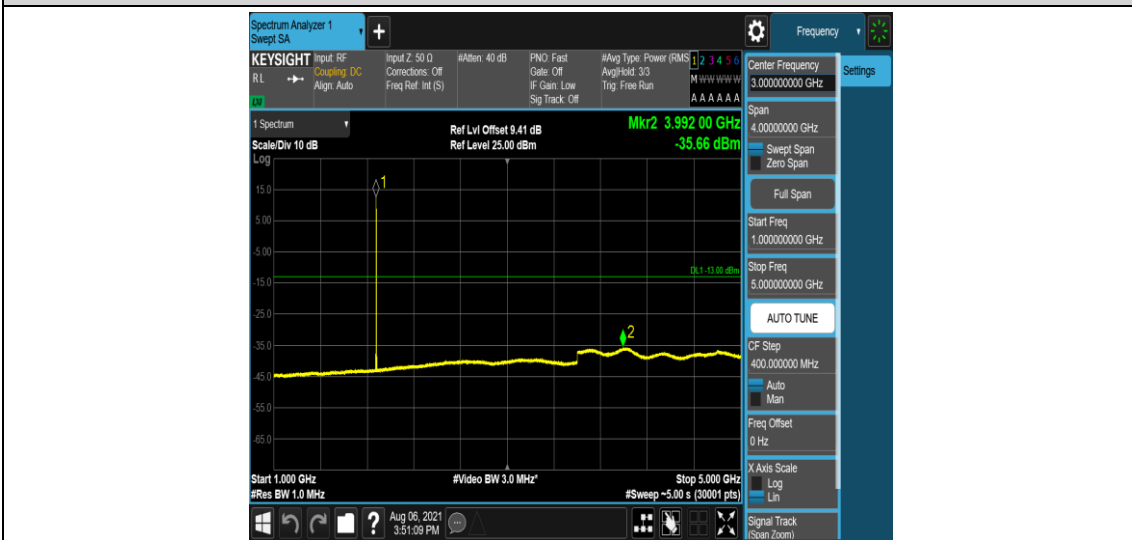 Spectrum Analyzer 1
Swept SA
Frequency
KEYSIGHT
RL
LXI
Input: RF
Coupling: DC
Align: Auto
Input Z: 50 Ω
Corrections: Off
Freq Ref: Int (S)
#Atten: 40 dB
PNO: Fast
Gate: Off
IF Gain: Low
Sig Track: Off
#Avg Type: Power (RMS
Avg|Hold: 3/3
Trig: Free Run
1 2 3 4 5 6
M W W W W W
A A A A A A
1 Spectrum
Scale/Div 10 dB
Log
Ref Lvl Offset 9.41 dB
Ref Level 25.00 dBm
Mkr2 3.992 00 GHz
-35.66 dBm
15.0
5.00
-5.00
-15.0
-25.0
-35.0
-45.0
-55.0
-65.0
1
2
DL1 -13.00 dBm
Start 1.000 GHz
#Res BW 1.0 MHz
#Video BW 3.0 MHz*
Stop 5.000 GHz
#Sweep ~5.00 s (30001 pts)
Aug 06, 2021
3:51:09 PM
Center Frequency
3.000000000 GHz
Settings
Span
4.00000000 GHz
Swept Span
Zero Span
Full Span
Start Freq
1.000000000 GHz
Stop Freq
5.000000000 GHz
AUTO TUNE
CF Step
400.000000 MHz
Auto
Man
Freq Offset
0 Hz
X Axis Scale
Log
Lin
Signal Track
(Span Zoom)